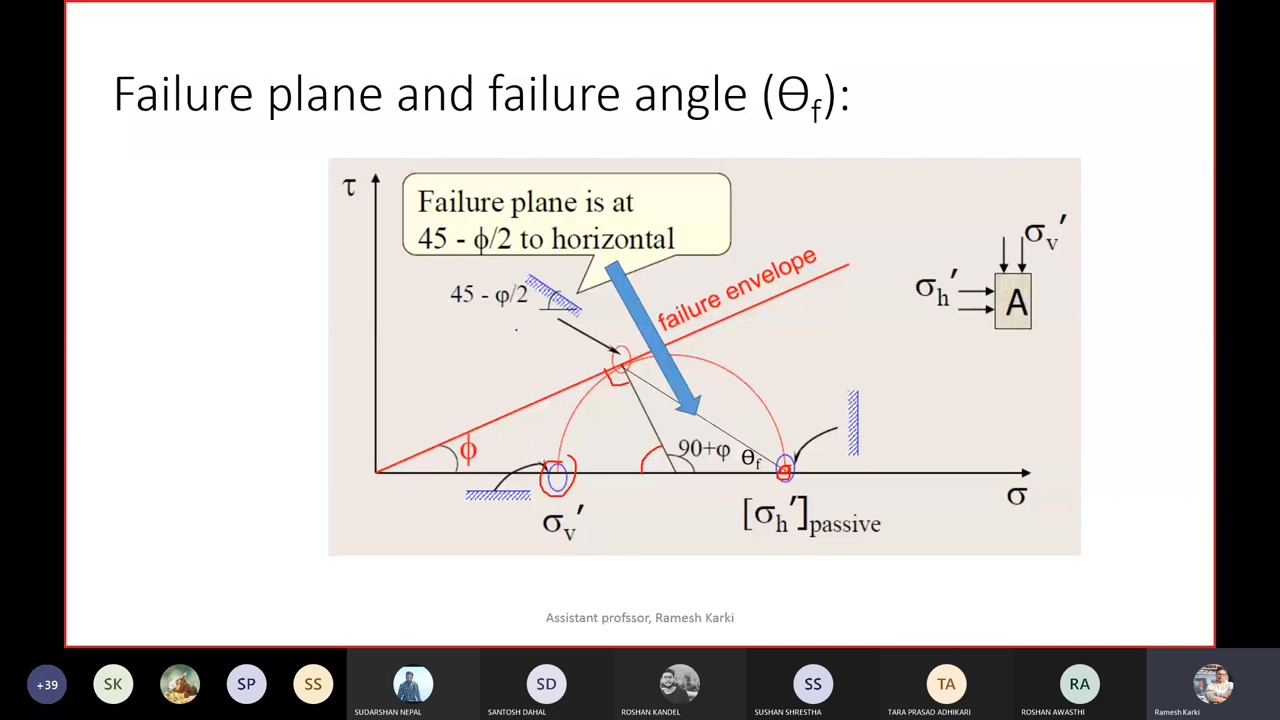 Failure plane and failure angle (Ɵf):
τ
Failure plane is at
45 - ϕ/2 to horizontal
σv′
σh′
A
45 - φ/2
failure envelope
ϕ
90+φ
Ɵf
σv′
[σh′]passive
σ
Assistant profssor, Ramesh Karki
+39
SK
SP
SS
SUDARSHAN NEPAL
SD
SANTOSH DAHAL
ROSHAN KANDEL
SS
SUSHAN SHRESTHA
TA
TARA PRASAD ADHIKARI
RA
ROSHAN AWASTHI
Ramesh Karki